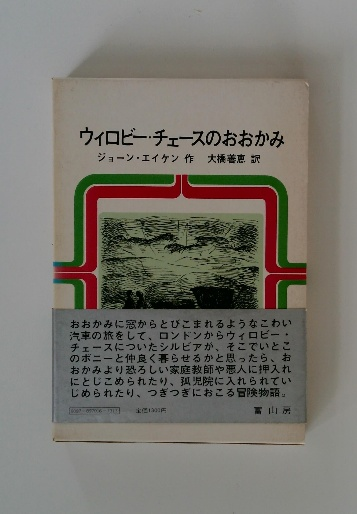 ウィロビー・チェースのおおかみ
ジョーン・エイケン 作 大橋善恵 訳
おおかみに窓からとびこまれるようなこわい
汽車の旅をして、ロンドンからウィロビー・
チェースについたシルビアが、そこでいとこ
のボニーと仲良く暮らせるかと思ったら、お
おかみより恐ろしい家庭教師や悪人に押入れ
にとじこめられたり、孤児院に入れられてい
じめられたり、つぎつぎにおこる冒険物語。
定価1300円
冨山房